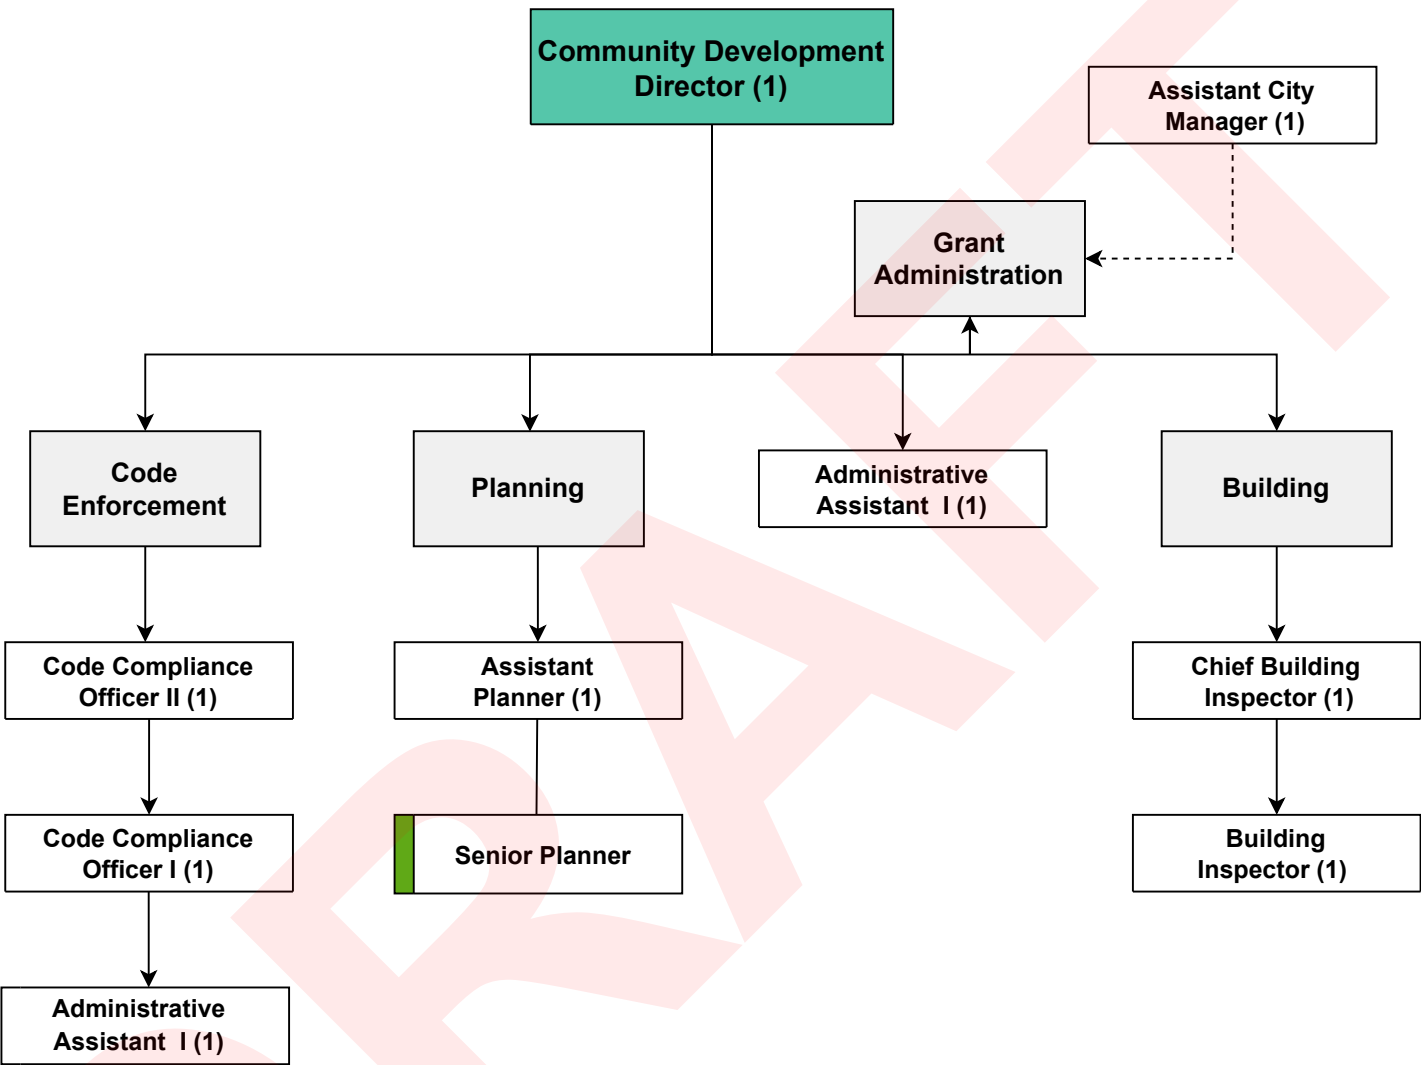 Community Development
Director (1)
Assistant City
Manager (1)
Grant
Administration
Code
Enforcement
Planning
Administrative
Assistant I (1)
Building
Code Compliance
Officer II (1)
Assistant
Planner (1)
Chief Building
Inspector (1)
Code Compliance
Officer I (1)
Senior Planner
Building
Inspector (1)
Administrative
Assistant I (1)
DRAFT